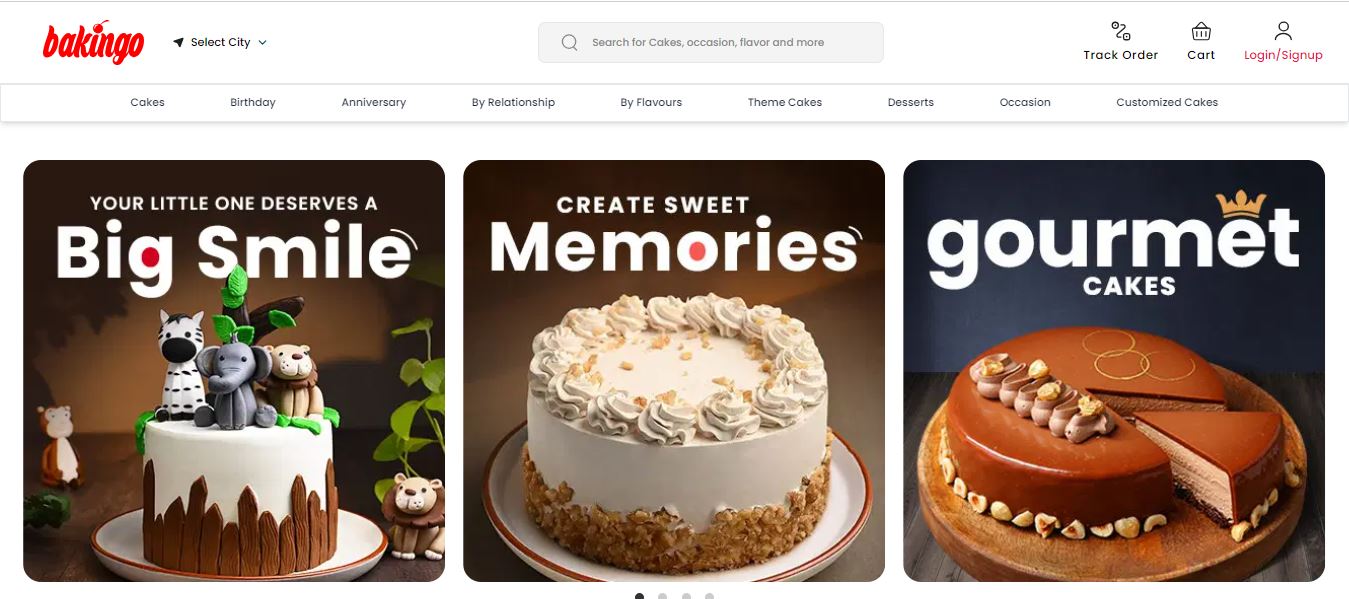 bakingo
Select City
Search for Cakes, occasion, flavor and more
Track Order
Cart
Login/Signup
Cakes
Birthday
Anniversary
By Relationship
By Flavours
Theme Cakes
Desserts
Occasion
Customized Cakes
YOUR LITTLE ONE DESERVES A
Big Smile
CREATE SWEET
Memories
gourmet
CAKES